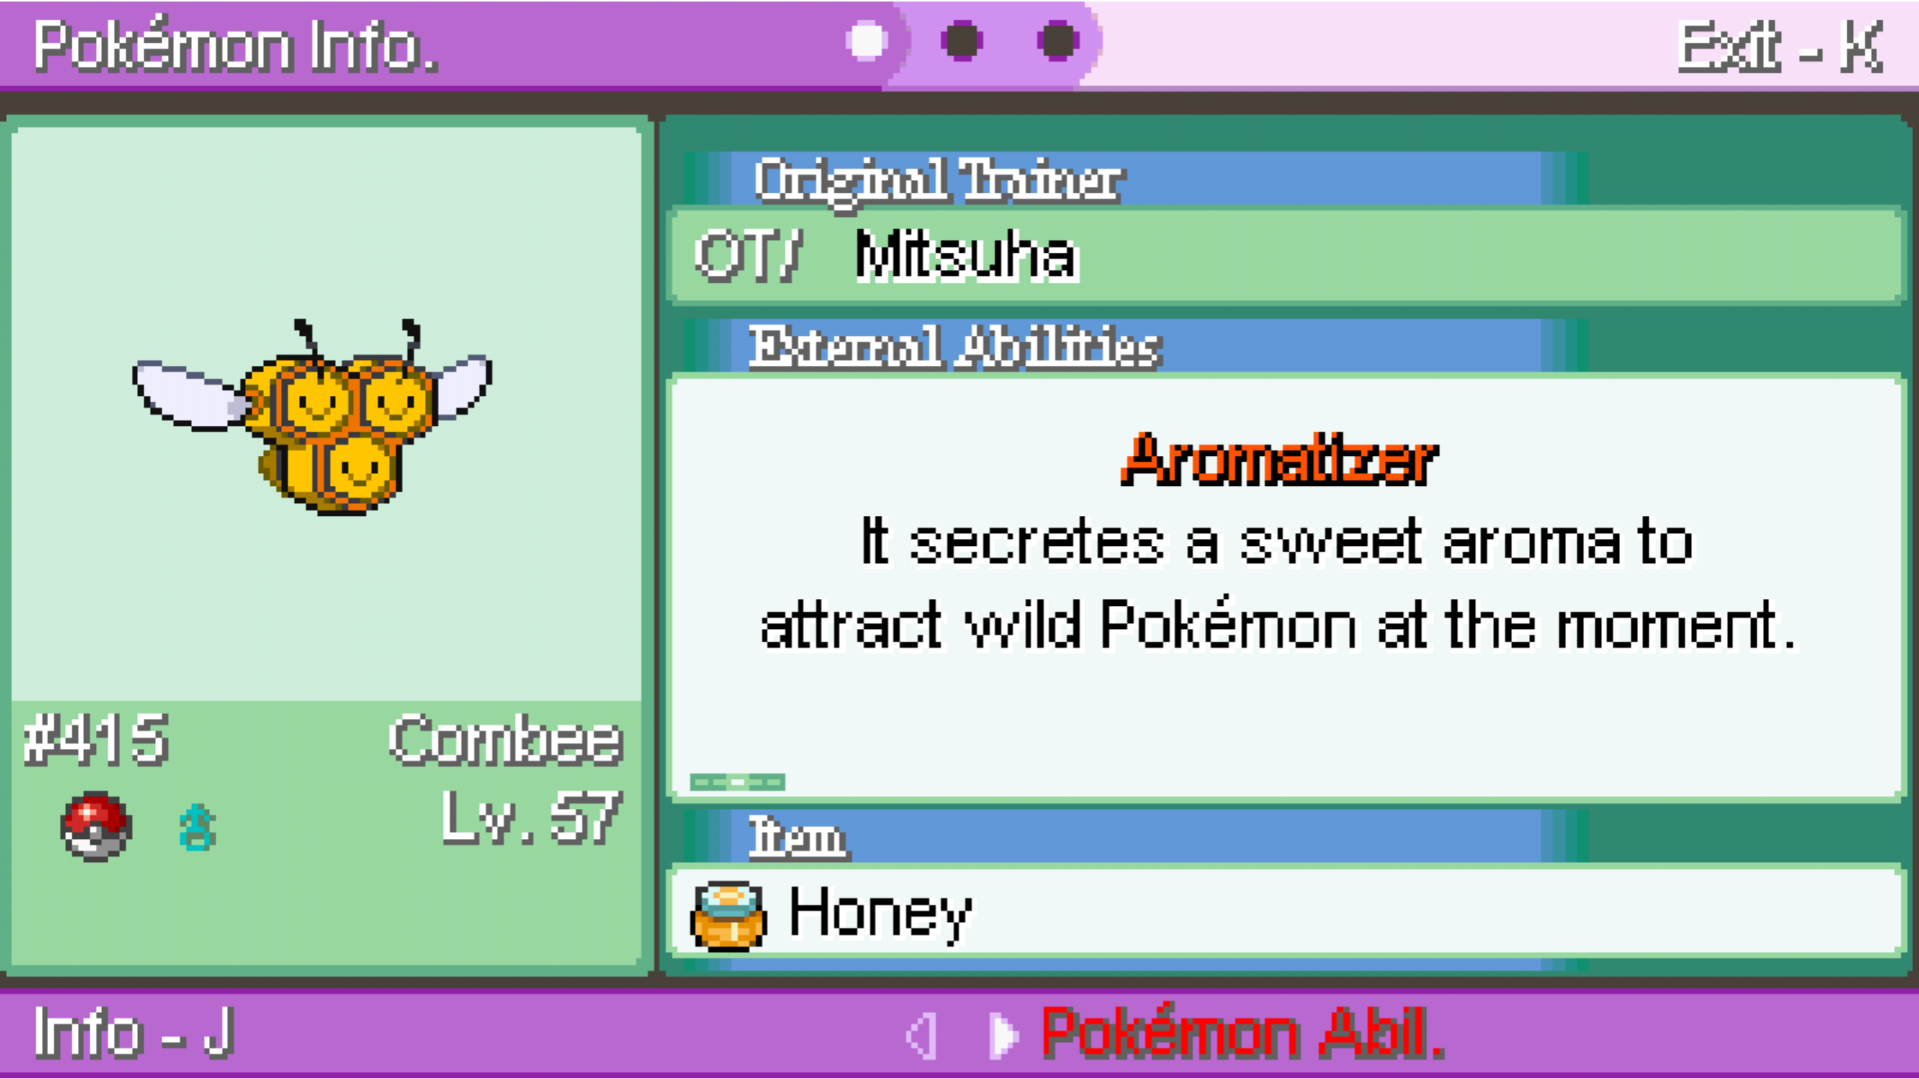 Pokémon Info.
Exit - K
Original Trainer
OT/ Mitsuha
External Abilities
Aromatizer
It secretes a sweet aroma to
attract wild Pokémon at the moment.
#415 Combee
Lv. 57
Item
Honey
Info - J
Pokémon Abil.